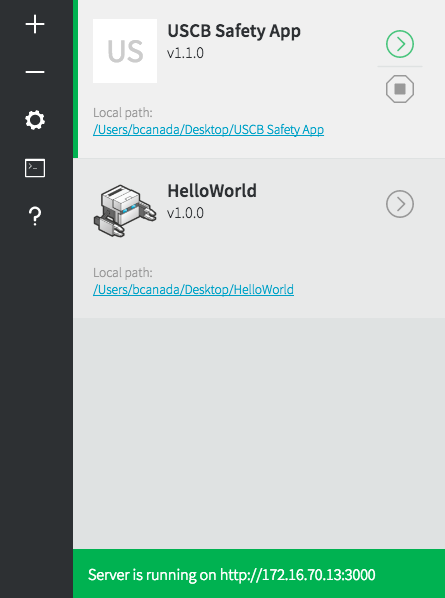 US
USCB Safety App
v1.1.0
Local path:
/Users/bcanada/Desktop/USCB Safety App
HelloWorld
v1.0.0
Local path:
/Users/bcanada/Desktop/HelloWorld
?
Server is running on http://172.16.70.13:3000